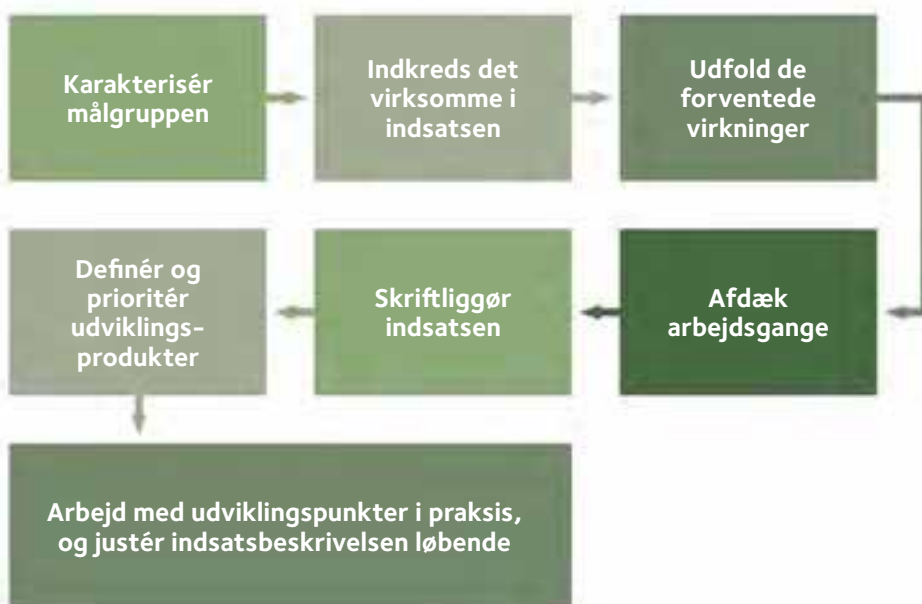 Karakterisér
målgruppen
Indkreds det
virksomme i
indsatsen
Udfold de
forventede
virkninger
Afdæk
arbejdsgange
Skriftliggør
indsatsen
Definér og
prioritér
udviklings-
produkter
Arbejd med udviklingspunkter i praksis,
og justér indsatsbeskrivelsen løbende